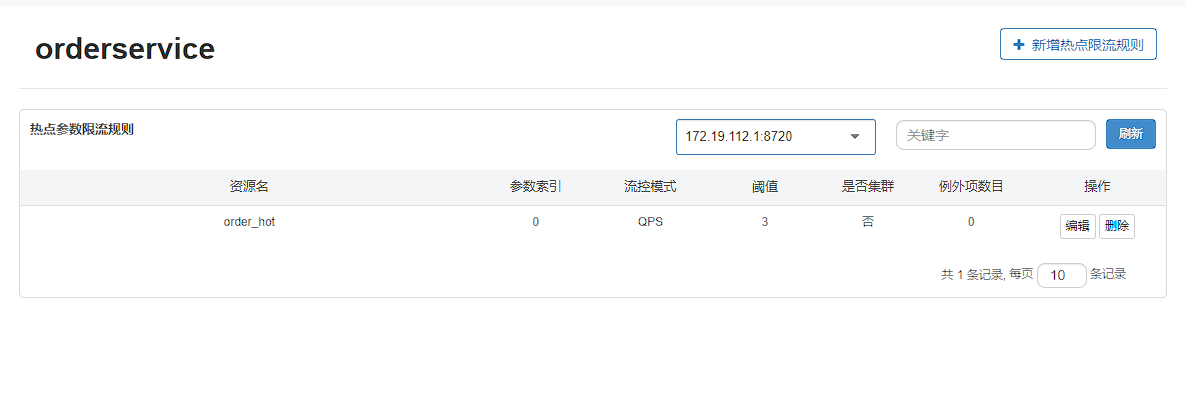 orderservice
新增热点限流规则
热点参数限流规则
172.19.112.1:8720
关键字
刷新
资源名 参数索引 流控模式 阈值 是否集群 例外项数目 操作
order_hot 0 QPS 3 否 0 编辑 删除
共 1 条记录, 每页 10 条记录